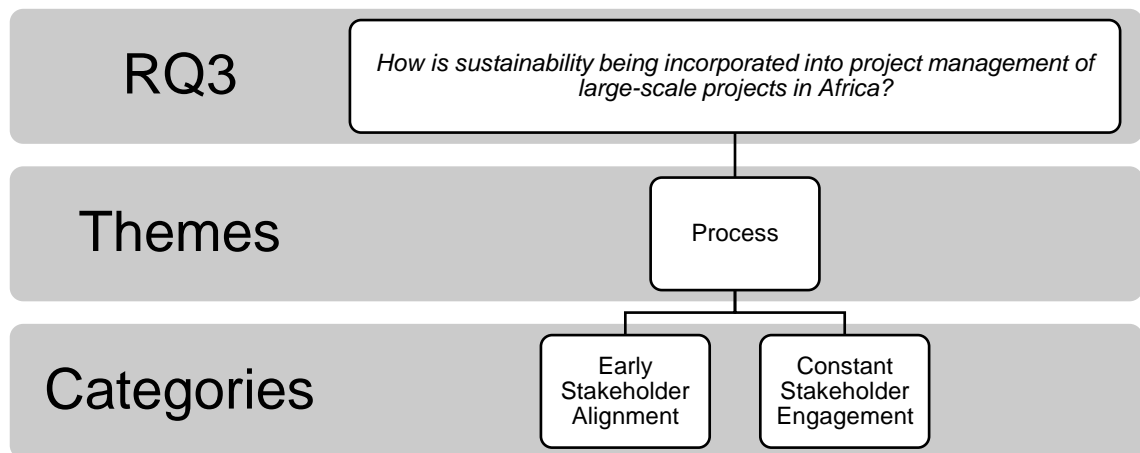 RQ3
How is sustainability being incorporated into project management of
large-scale projects in Africa?
Themes
Process
Categories
Early
Stakeholder
Alignment
Constant
Stakeholder
Engagement